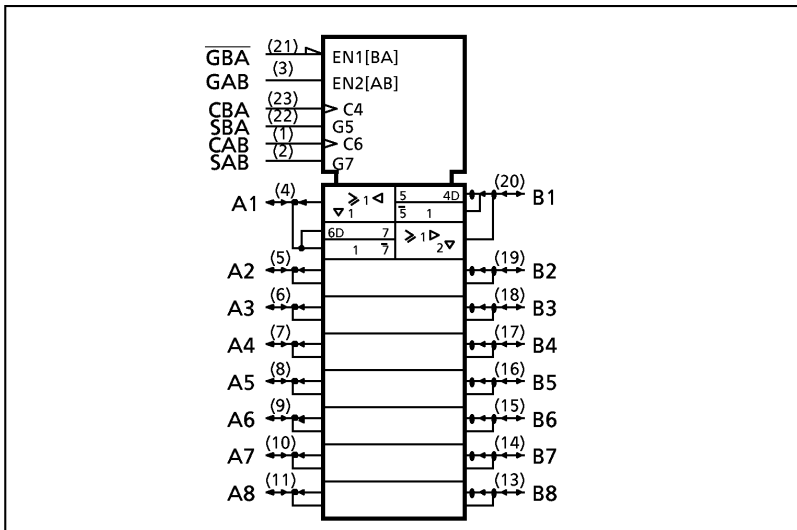 G̅B̅A̅ (21) EN1[BA]
GAB (3) EN2[AB]
CBA (23) C4
SBA (22) G5
CAB (1) C6
SAB (2) G7
A1 (4) ≥1 ◁ 5 4D (20) B1
▽1 5̅ 1
6D 7 ≥1 ▷
1 7̅ 2▽
A2 (5) (19) B2
A3 (6) (18) B3
A4 (7) (17) B4
A5 (8) (16) B5
A6 (9) (15) B6
A7 (10) (14) B7
A8 (11) (13) B8